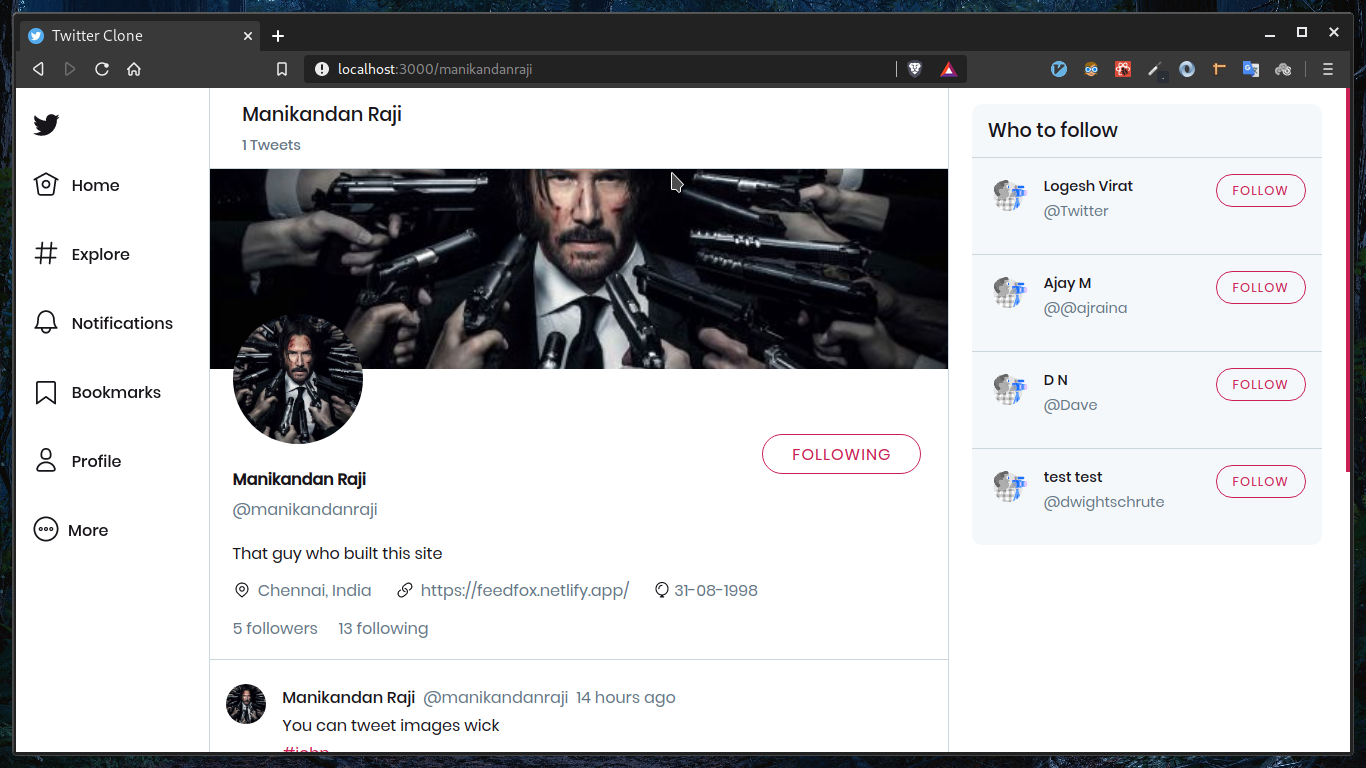 Twitter Clone
localhost:3000/manikandanraji
Home
Explore
Notifications
Bookmarks
Profile
More
Manikandan Raji
1 Tweets
FOLLOWING
Manikandan Raji
@manikandanraji
That guy who built this site
Chennai, India https://feedfox.netlify.app/ 31-08-1998
5 followers 13 following
Manikandan Raji @manikandanraji 14 hours ago
You can tweet images wick
#john
Who to follow
Logesh Virat
@Twitter
FOLLOW
Ajay M
@@ajraina
FOLLOW
D N
@Dave
FOLLOW
test test
@dwightschrute
FOLLOW